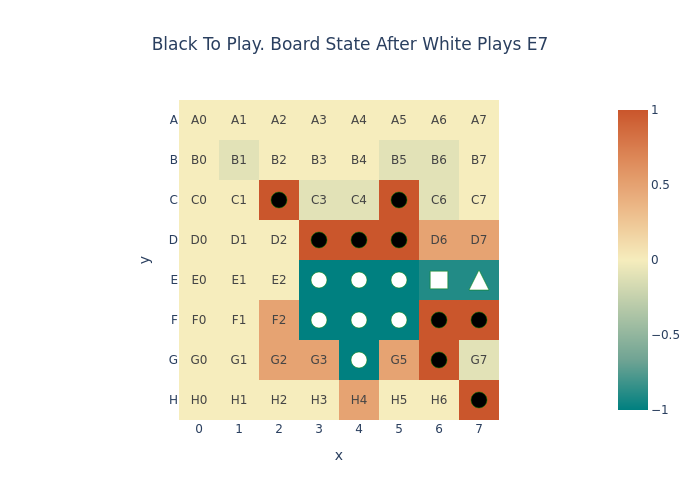 Black To Play. Board State After White Plays E7
A A0 A1 A2 A3 A4 A5 A6 A7
B B0 B1 B2 B3 B4 B5 B6 B7
C C0 C1 C3 C4 C6 C7
D D0 D1 D2 D6 D7
E E0 E1 E2
F F0 F1 F2
G G0 G1 G2 G3 G5 G7
H H0 H1 H2 H3 H4 H5 H6
0 1 2 3 4 5 6 7
x
y
1
0.5
0
−0.5
−1